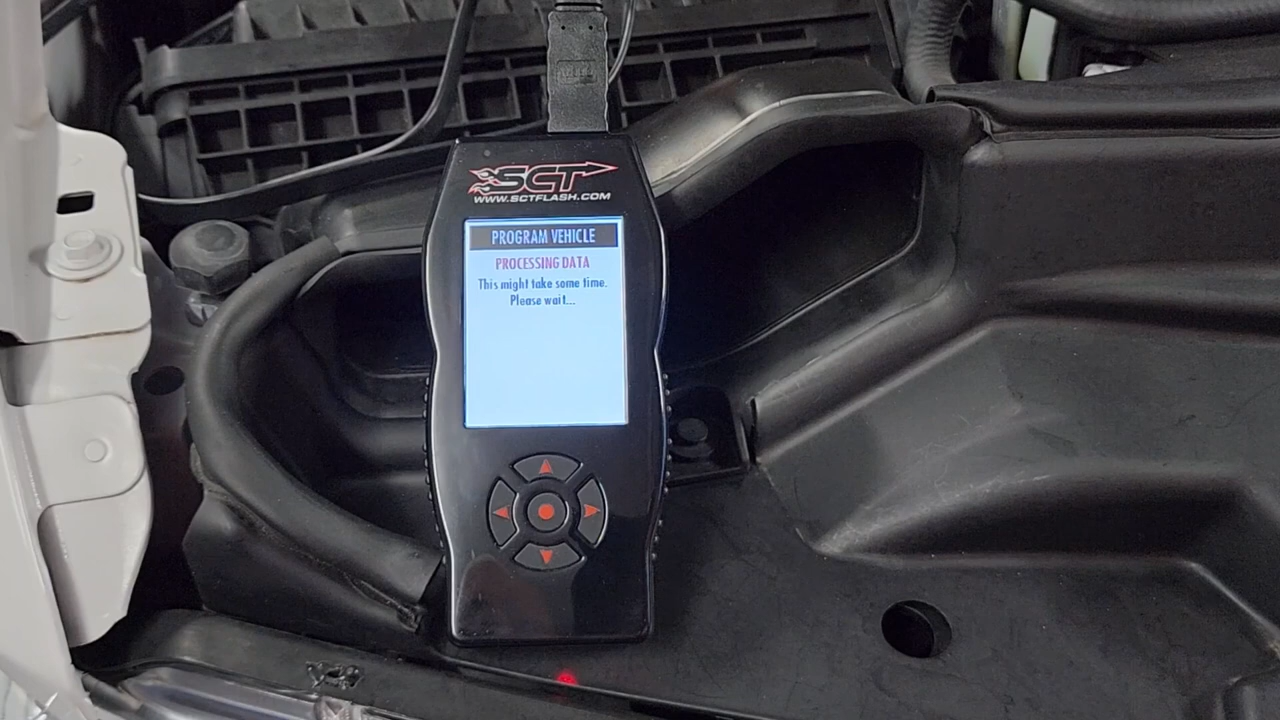 SCT
WWW.SCTFLASH.COM
PROGRAM VEHICLE
PROCESSING DATA
This might take some time.
Please wait...